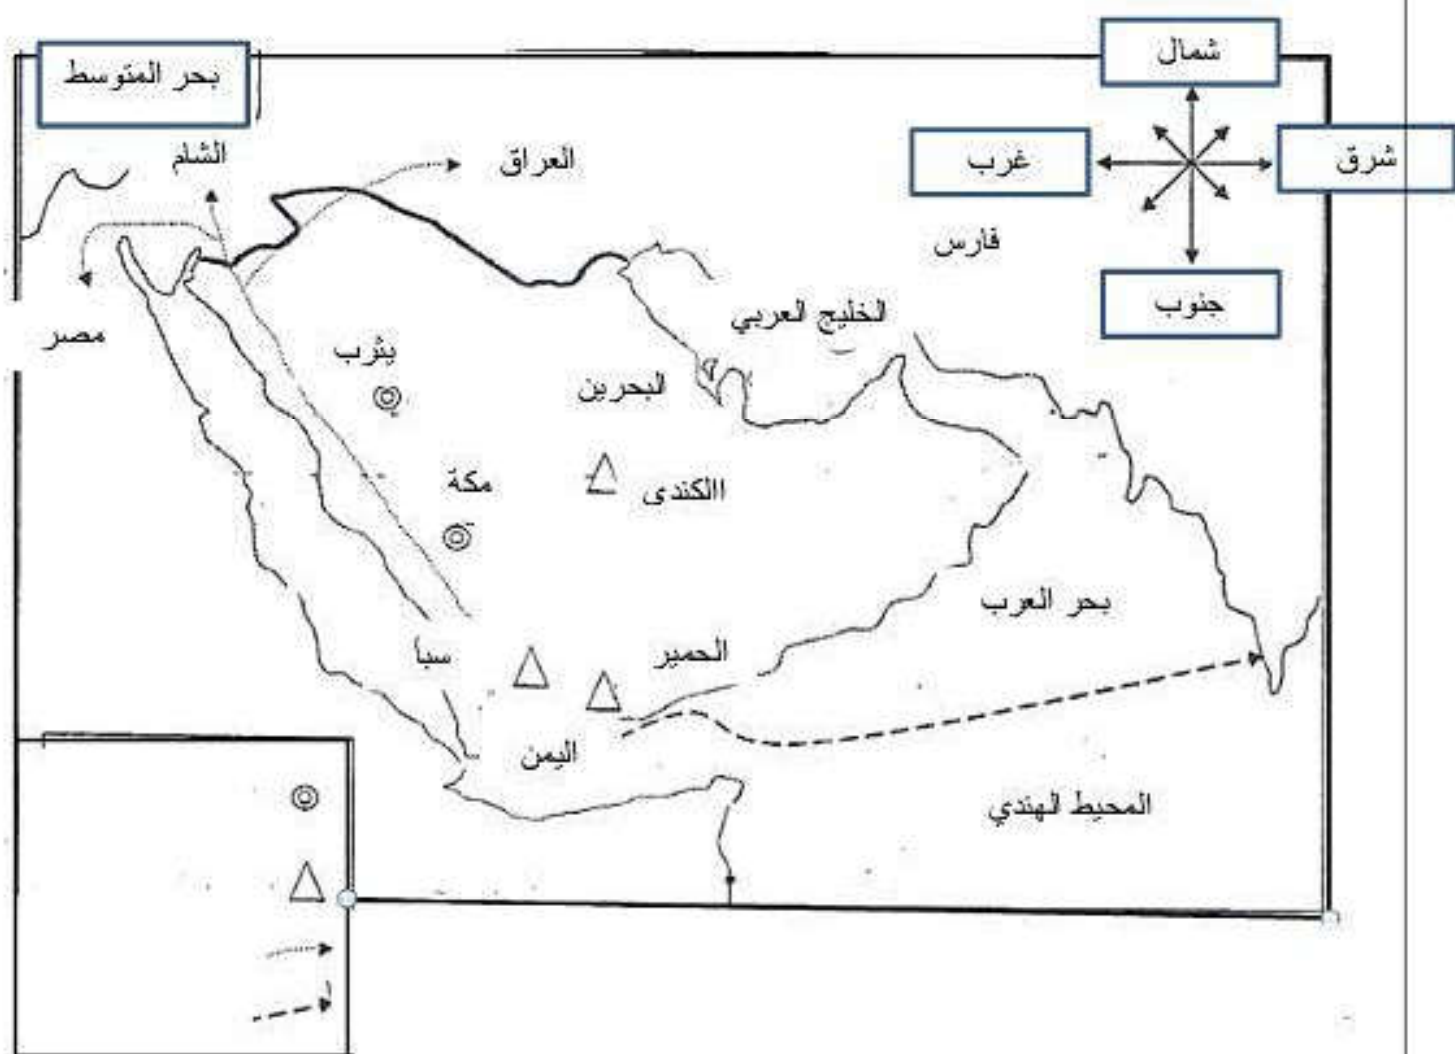 شمال
بحر المتوسط
شرق
غرب
الشام
العراق
فارس
جنوب
الخليج العربي
مصر
يثرب
البحرين
مكة
االكندى
بحر العرب
الحمير
سبأ
اليمن
المحيط الهندي